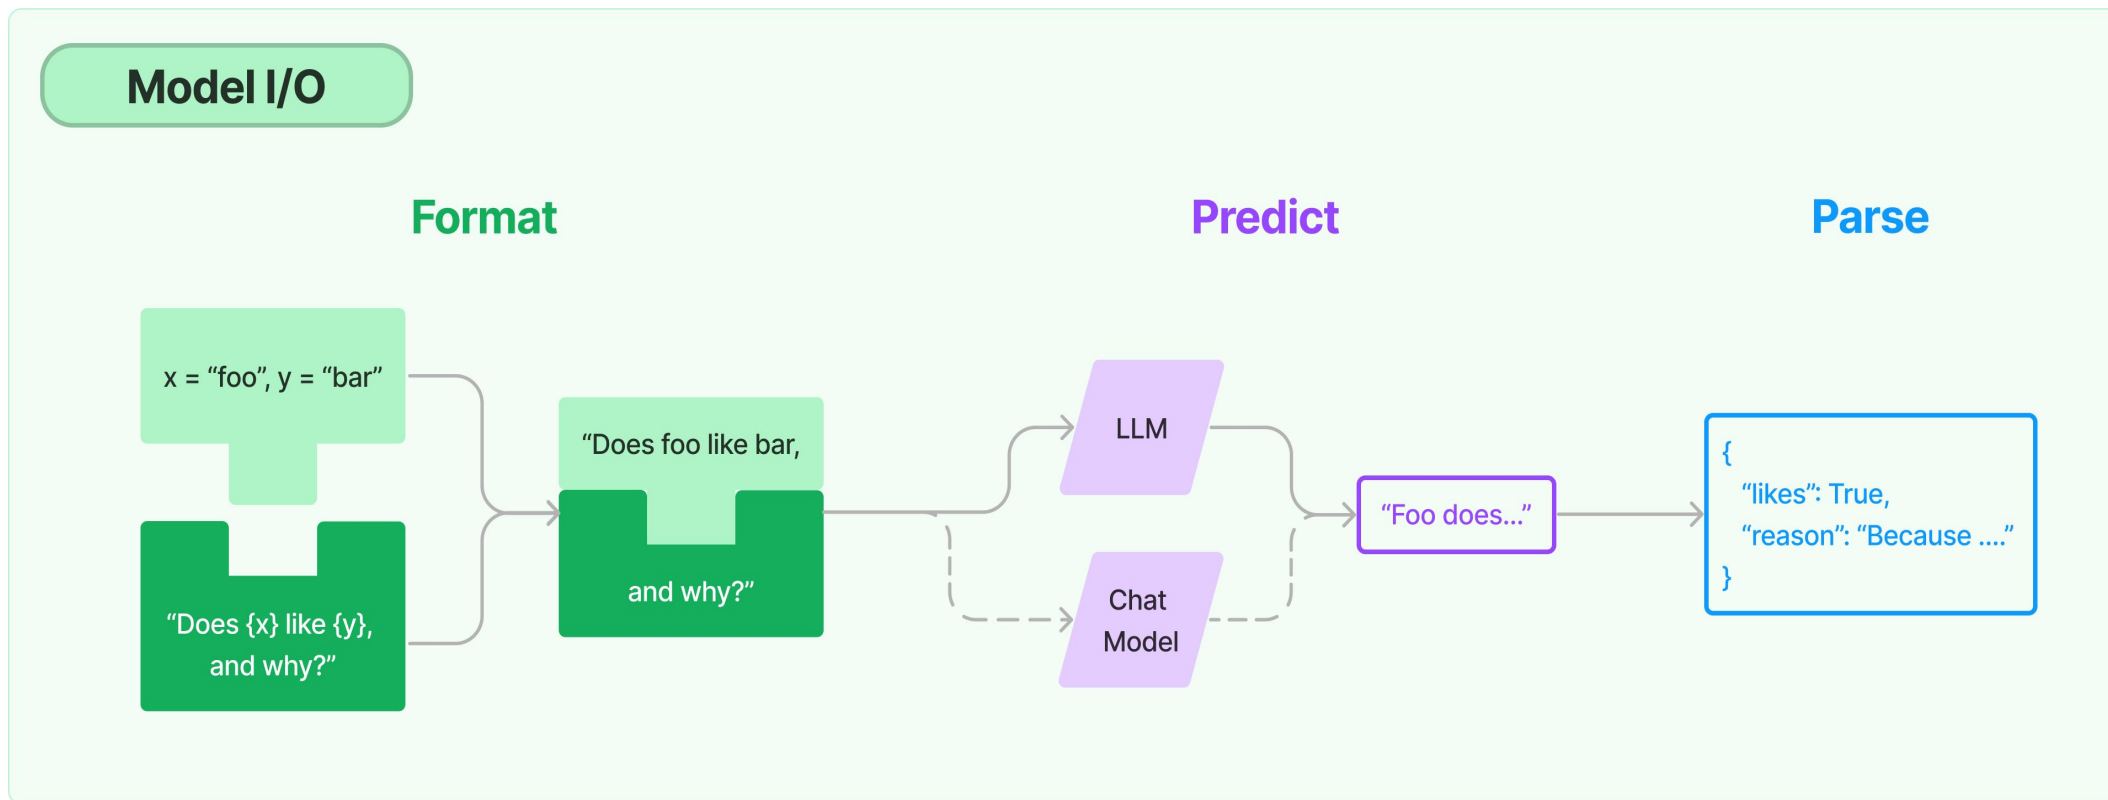 Model I/O
Format
Predict
Parse
x = “foo”, y = “bar”
“Does {x} like {y},
and why?”
“Does foo like bar,
and why?”
LLM
Chat
Model
“Foo does...”
{
“likes”: True,
“reason”: “Because ....”
}